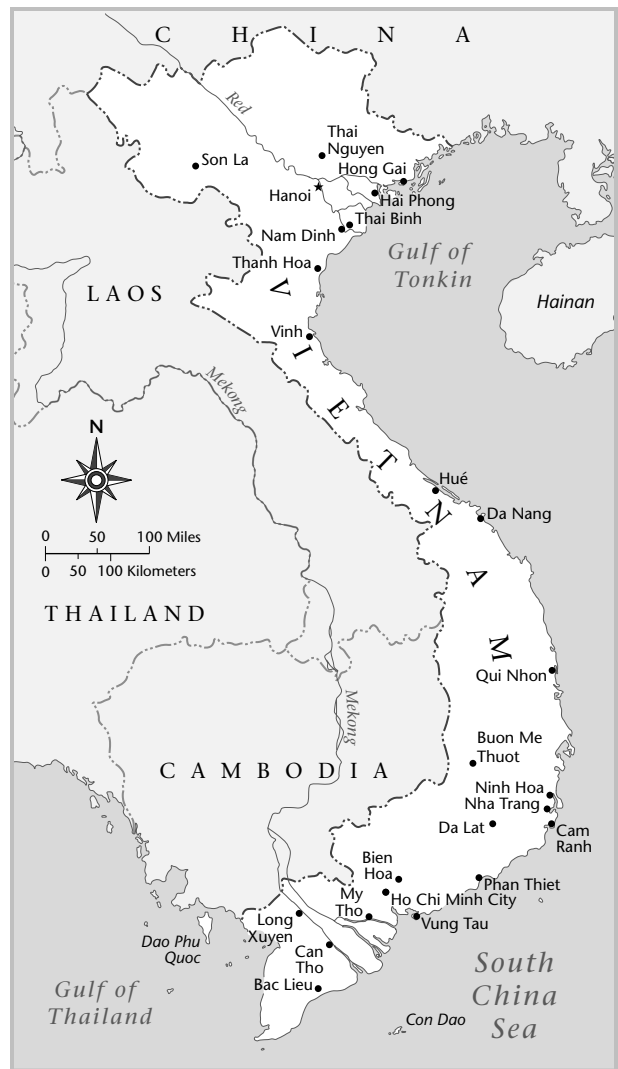 CHINA
Red
Thai
Nguyen
Son La
Hong Gai
Hanoi
Hai Phong
Thai Binh
Nam Dinh
Gulf of
Tonkin
Thanh Hoa
LAOS
Hainan
VIETNAM
Vinh
Mekong
N
Hué
Da Nang
0 50 100 Miles
0 50 100 Kilometers
THAILAND
Qui Nhon
Mekong
Buon Me
Thuot
CAMBODIA
Ninh Hoa
Nha Trang
Da Lat
Cam
Ranh
Bien
Hoa
Phan Thiet
My
Tho
Ho Chi Minh City
Long
Xuyen
Vung Tau
Dao Phu
Quoc
Can
Tho
South
China
Sea
Gulf of
Thailand
Bac Lieu
Con Dao